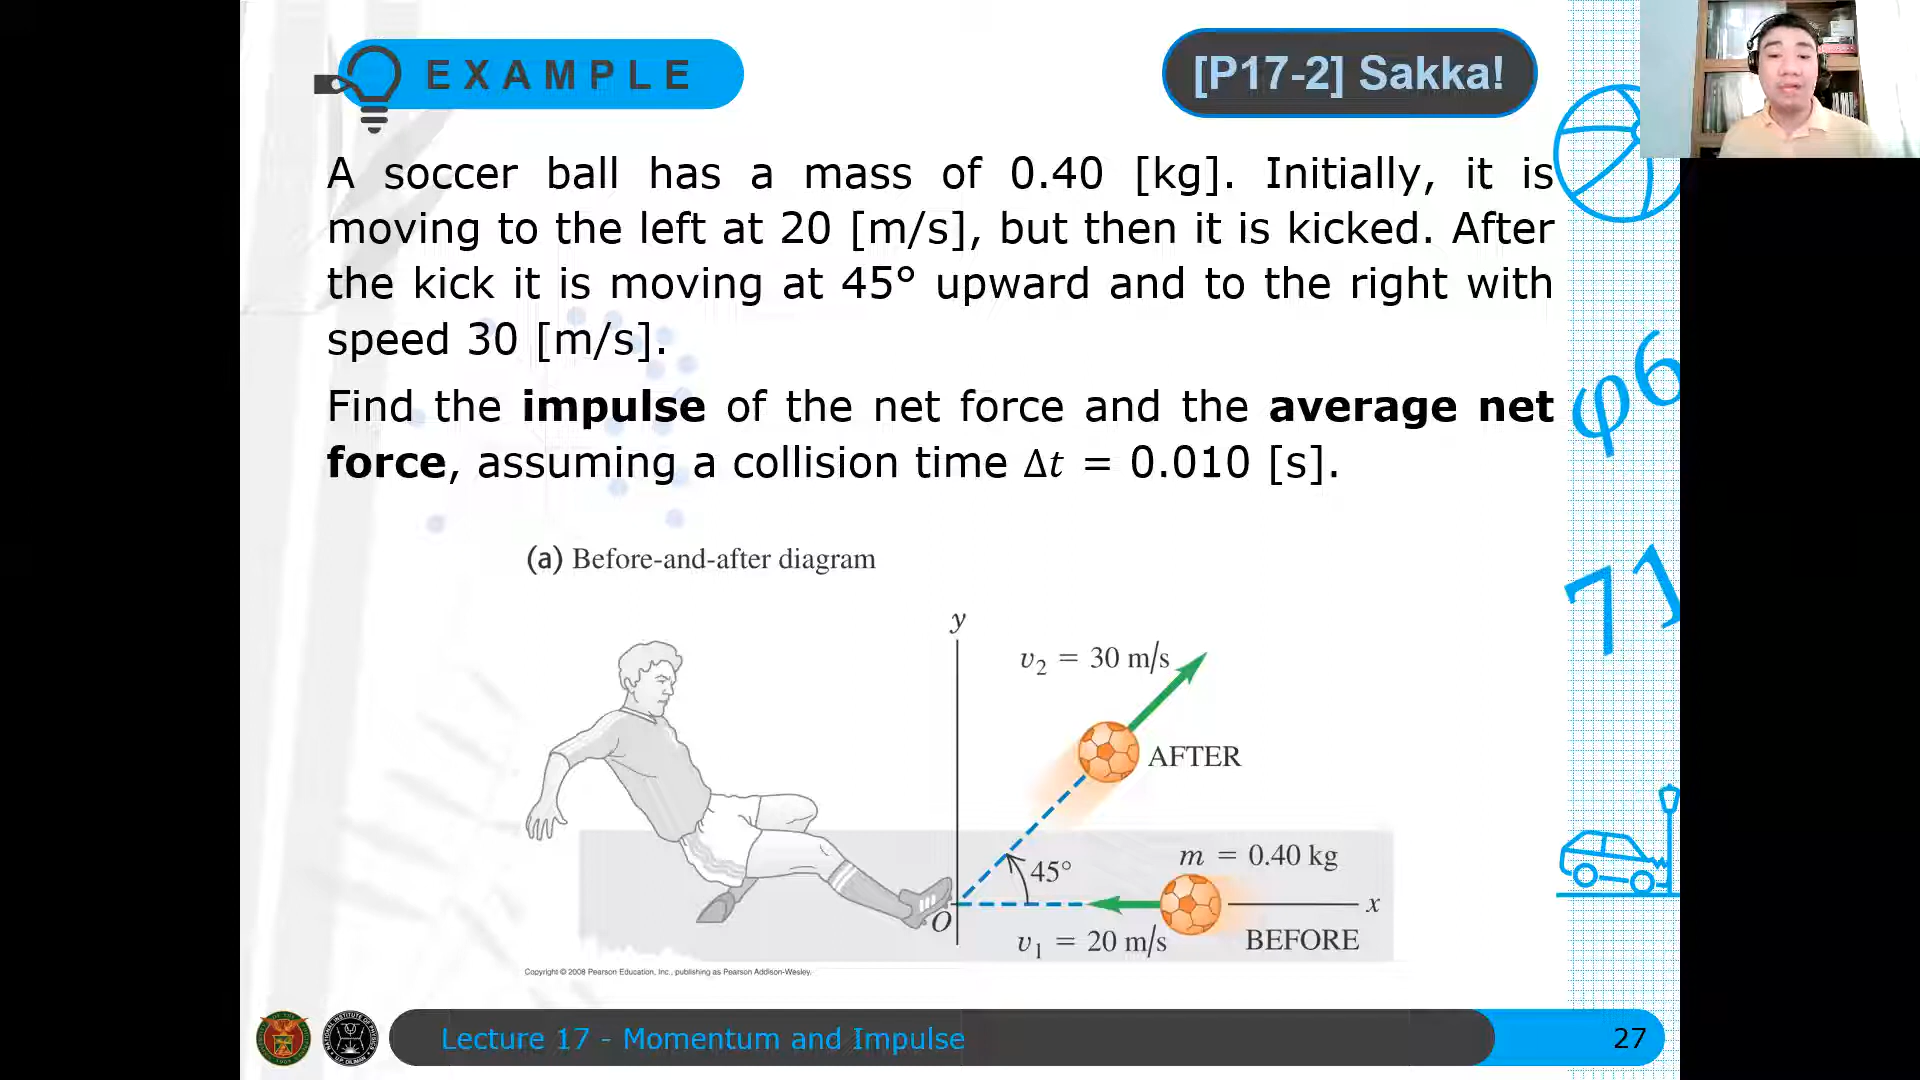 EXAMPLE
[P17-2] Sakka!
A soccer ball has a mass of 0.40 [kg]. Initially, it is
moving to the left at 20 [m/s], but then it is kicked. After
the kick it is moving at 45° upward and to the right with
speed 30 [m/s].
Find the impulse of the net force and the average net
force, assuming a collision time Δt = 0.010 [s].
(a) Before-and-after diagram
y
v₂ = 30 m/s
AFTER
m = 0.40 kg
45°
x
O
v₁ = 20 m/s
BEFORE
Copyright © 2008 Pearson Education, Inc., publishing as Pearson Addison-Wesley.
φ6
71
Lecture 17 - Momentum and Impulse
27